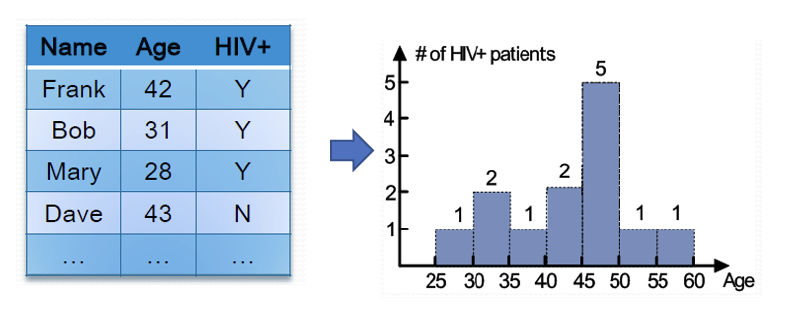 Name Age HIV+
Frank 42 Y
Bob 31 Y
Mary 28 Y
Dave 43 N
... ... ...
# of HIV+ patients
5
4
3
2
1
1
2
1
2
5
1
1
25 30 35 40 45 50 55 60 Age